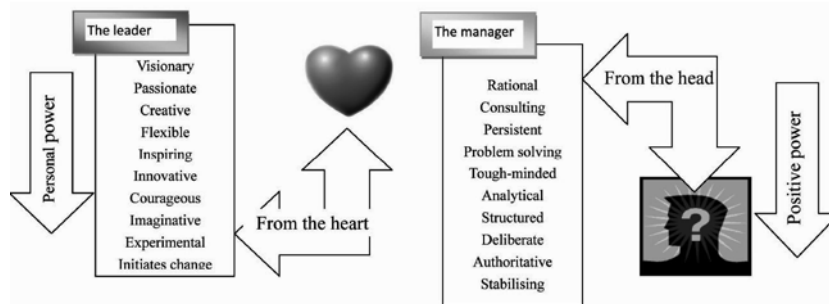 The leader
Visionary
Passionate
Creative
Flexible
Inspiring
Innovative
Courageous
Imaginative
Experimental
Initiates change
Personal power
From the heart
The manager
Rational
Consulting
Persistent
Problem solving
Tough-minded
Analytical
Structured
Deliberate
Authoritative
Stabilising
From the head
?
Positive power